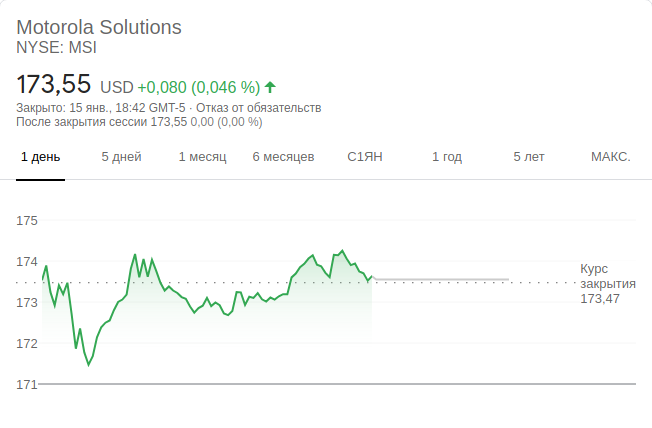 Motorola Solutions
NYSE: MSI
173,55 USD +0,080 (0,046 %)
Закрыто: 15 янв., 18:42 GMT-5 · Отказ от обязательств
После закрытия сессии 173,55 0,00 (0,00 %)
1 день 5 дней 1 месяц 6 месяцев С1ЯН 1 год 5 лет МАКС.
175
174
Курс
закрытия
173,47
173
172
171